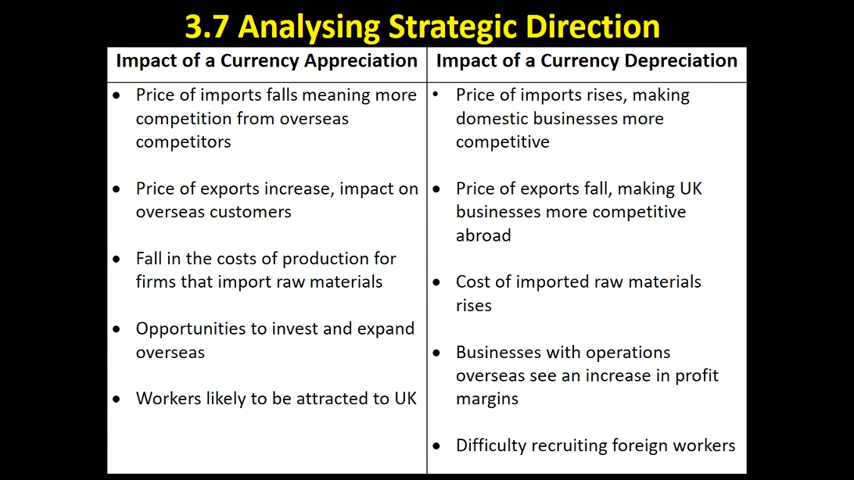 3.7 Analysing Strategic Direction
Impact of a Currency Appreciation
• Price of imports falls meaning more
competition from overseas
competitors
• Price of exports increase, impact on
overseas customers
• Fall in the costs of production for
firms that import raw materials
• Opportunities to invest and expand
overseas
• Workers likely to be attracted to UK
Impact of a Currency Depreciation
• Price of imports rises, making
domestic businesses more
competitive
• Price of exports fall, making UK
businesses more competitive
abroad
• Cost of imported raw materials
rises
• Businesses with operations
overseas see an increase in profit
margins
• Difficulty recruiting foreign workers